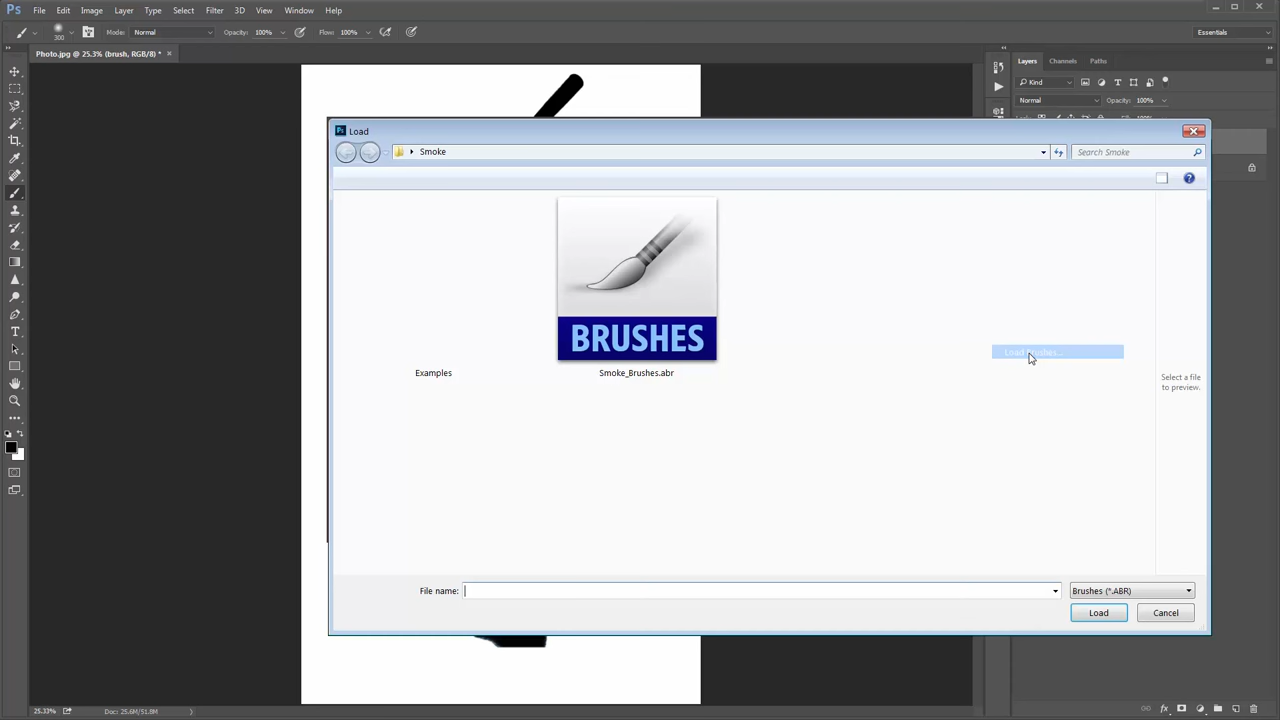 Ps File Edit Image Layer Type Select Filter 3D View Window Help
300 Mode: Normal Opacity: 100% Flow: 100% Essentials
Photo.jpg @ 25.3% (brush, RGB/8) * ×
Layers Channels Paths
Kind
Normal Opacity: 100%
Ps Load
Smoke Search Smoke
BRUSHES
Load Brushes...
Examples Smoke_Brushes.abr
Select a file
to preview.
File name: Brushes (*.ABR)
Load Cancel
25.33% Doc: 25.6M/51.8M